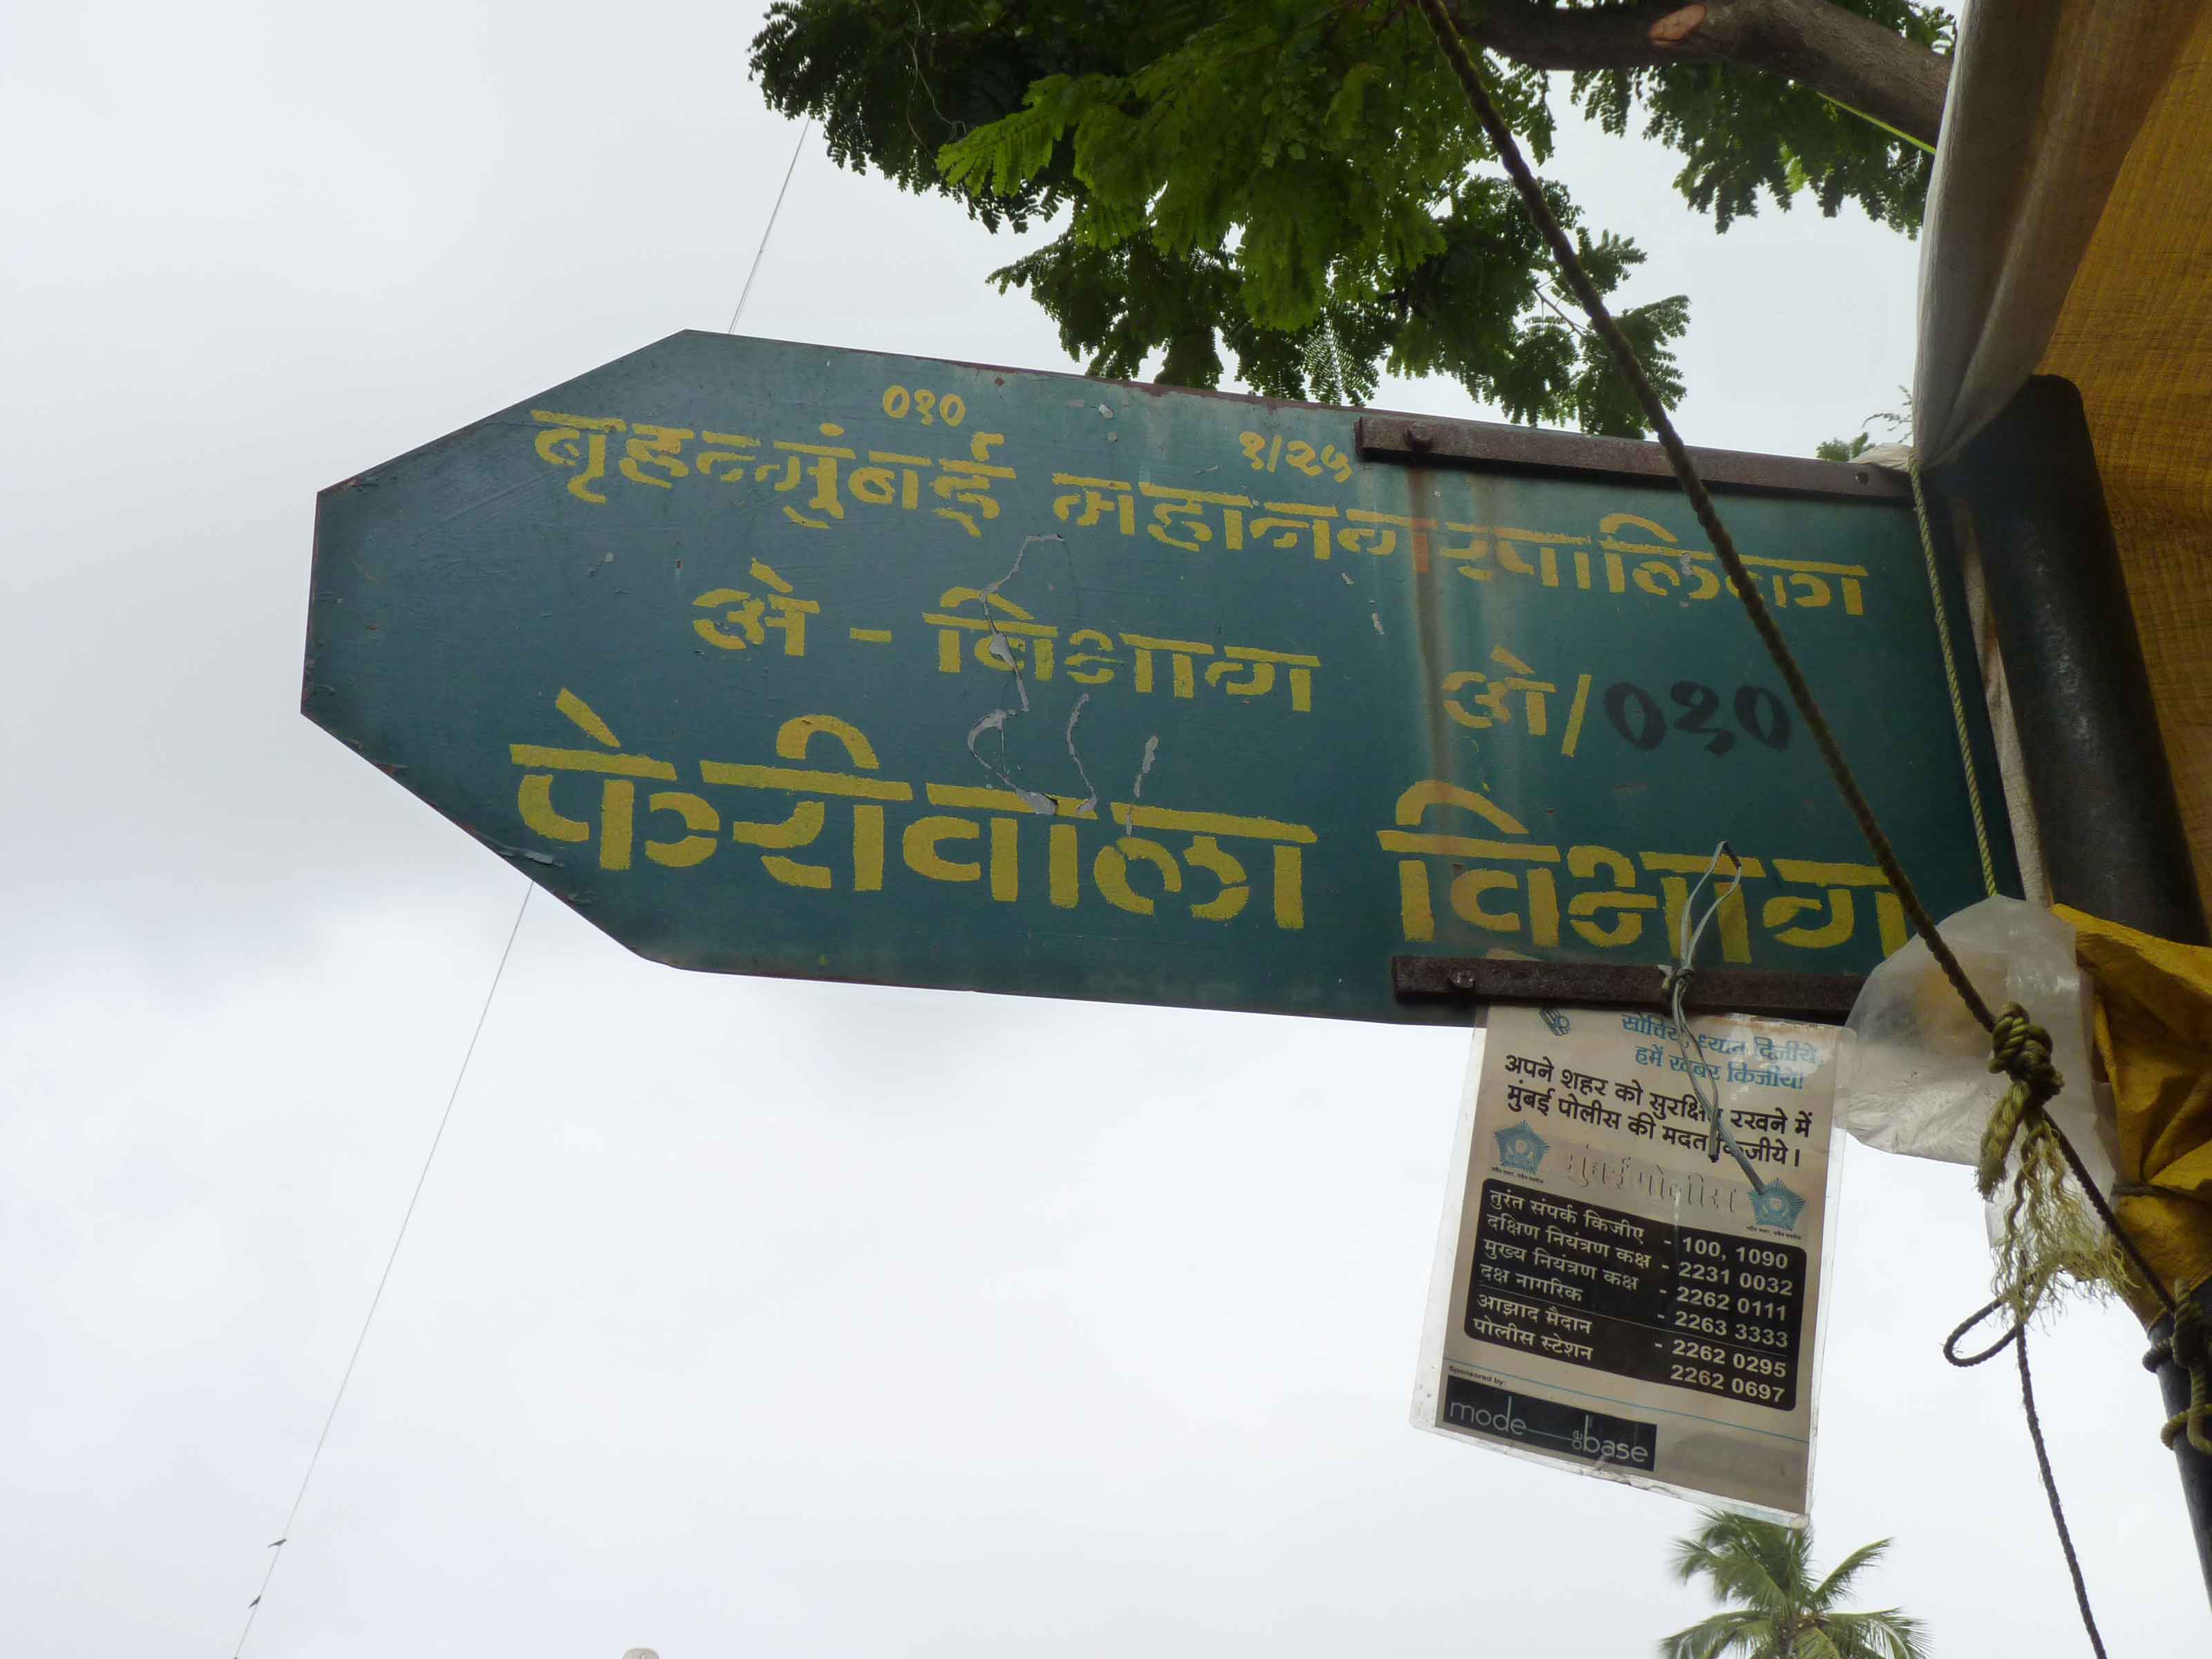 ०१०
१/२५
बृहन्मुंबई महानगरपालिका
अे - विभाग अे/०१०
फेरीवाला विभाग
सोचिए, ध्यान दिजीये,
हमें खबर किजीये!
अपने शहर को सुरक्षित रखने में
मुंबई पोलीस की मदत किजीये।
मुंबई पोलीस
तुरंत संपर्क किजीए - 100, 1090
दक्षिण नियंत्रण कक्ष - 2231 0032
मुख्य नियंत्रण कक्ष - 2262 0111
दक्ष नागरिक - 2263 3333
आझाद मैदान - 2262 0295
पोलीस स्टेशन 2262 0697
Sponsored by:
mode de base